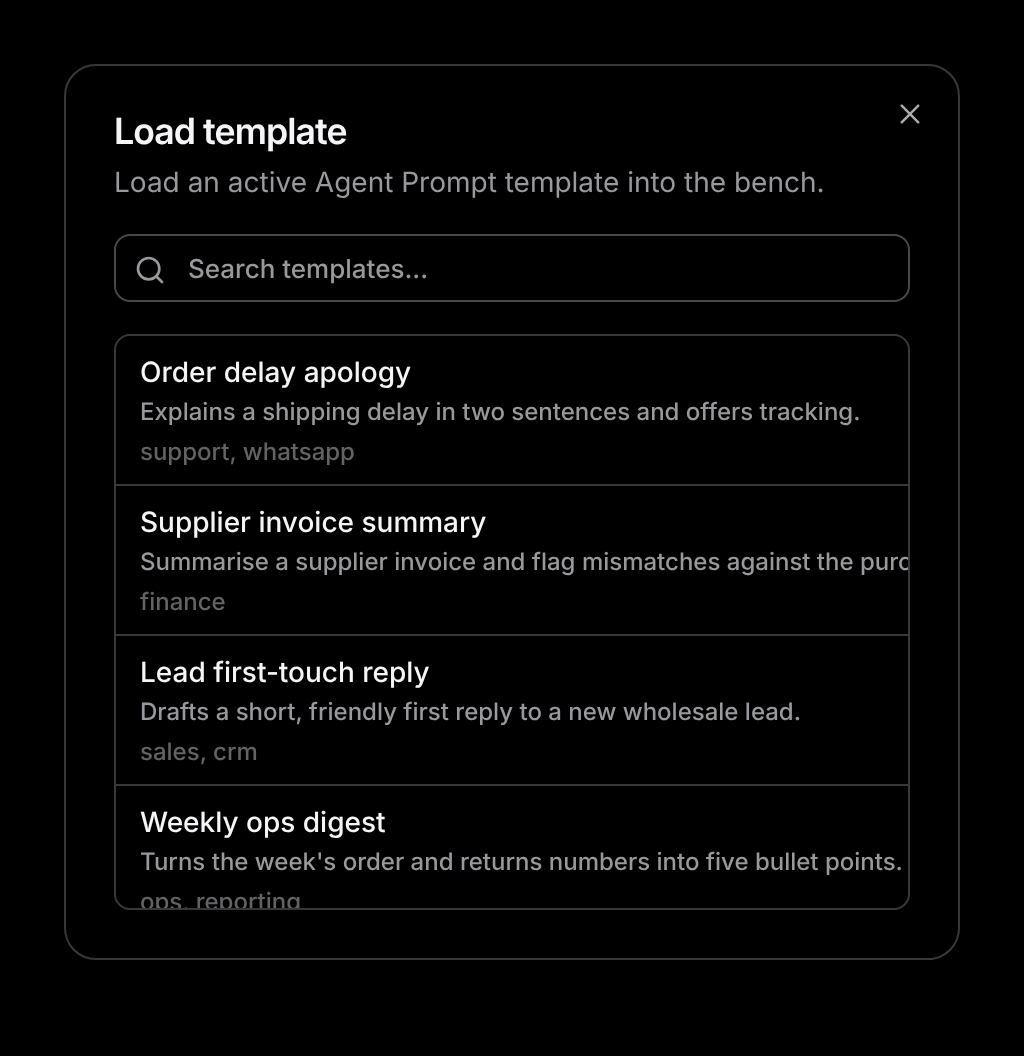 Load template
Load an active Agent Prompt template into the bench.
Search templates...
Order delay apology
Explains a shipping delay in two sentences and offers tracking.
support, whatsapp
Supplier invoice summary
Summarise a supplier invoice and flag mismatches against the
finance
Lead first-touch reply
Drafts a short, friendly first reply to a new wholesale lead.
sales, crm
Weekly ops digest
Turns the week's order and returns numbers into five bullet points.
ops, reporting